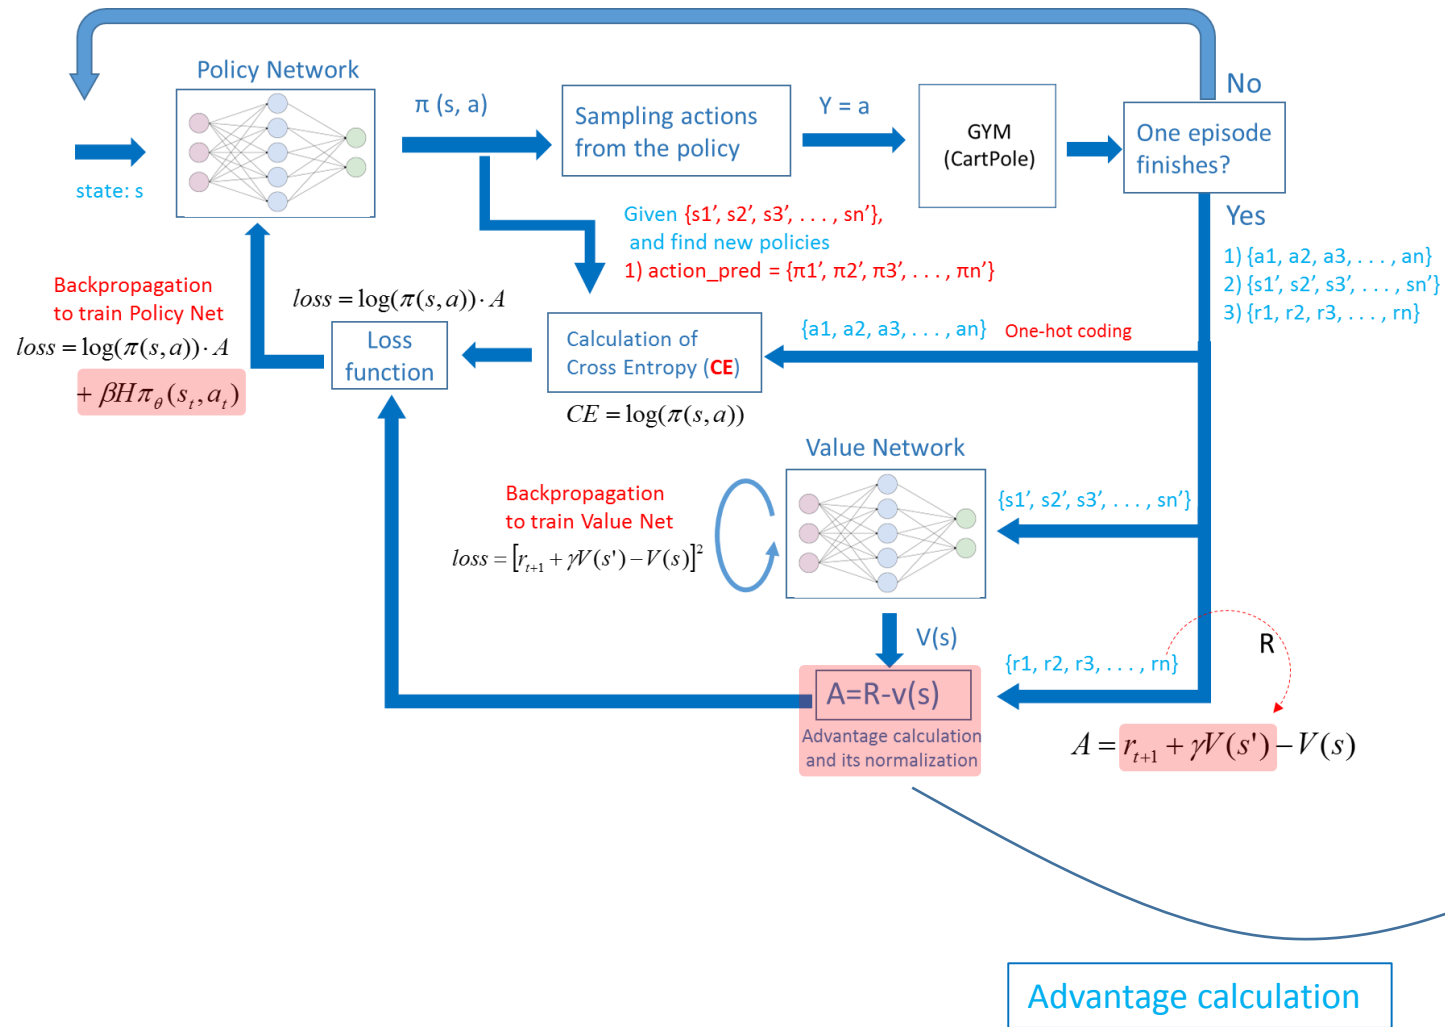 No
Policy Network
π (s, a)
Sampling actions
from the policy
Y = a
GYM
(CartPole)
One episode
finishes?
state: s
Yes
1) {a1, a2, a3, . . . , an}
2) {s1’, s2’, s3’, . . . , sn’}
3) {r1, r2, r3, . . . , rn}
Given {s1’, s2’, s3’, . . . , sn’},
and find new policies
1) action_pred = {π1’, π2’, π3’, . . . , πn’}
Backpropagation
to train Policy Net
loss = log(π(s,a))· A
+ βHπ_θ(s_t, a_t)
loss = log(π(s,a))· A
Loss
function
Calculation of
Cross Entropy (CE)
CE = log(π(s,a))
{a1, a2, a3, . . . , an} One-hot coding
Value Network
Backpropagation
to train Value Net
loss = [r_{t+1} + γV(s') − V(s)]²
{s1’, s2’, s3’, . . . , sn’}
V(s)
{r1, r2, r3, . . . , rn}
R
A=R-v(s)
Advantage calculation
and its normalization
A = r_{t+1} + γV(s') − V(s)
Advantage calculation